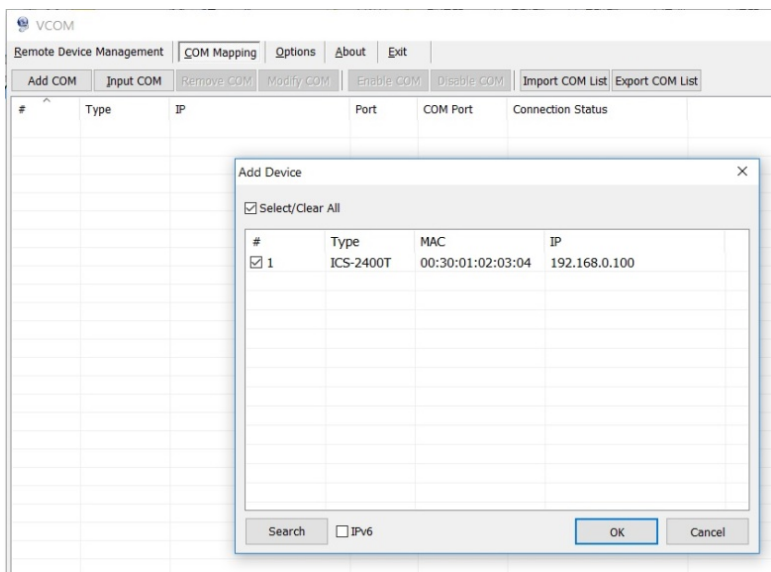 VCOM
Remote Device Management COM Mapping Options About Exit
Add COM Input COM Remove COM Modify COM Enable COM Disable COM Import COM List Export COM List
# Type IP Port COM Port Connection Status
Add Device
Select/Clear All
# Type MAC IP
1 ICS-2400T 00:30:01:02:03:04 192.168.0.100
Search IPv6 OK Cancel